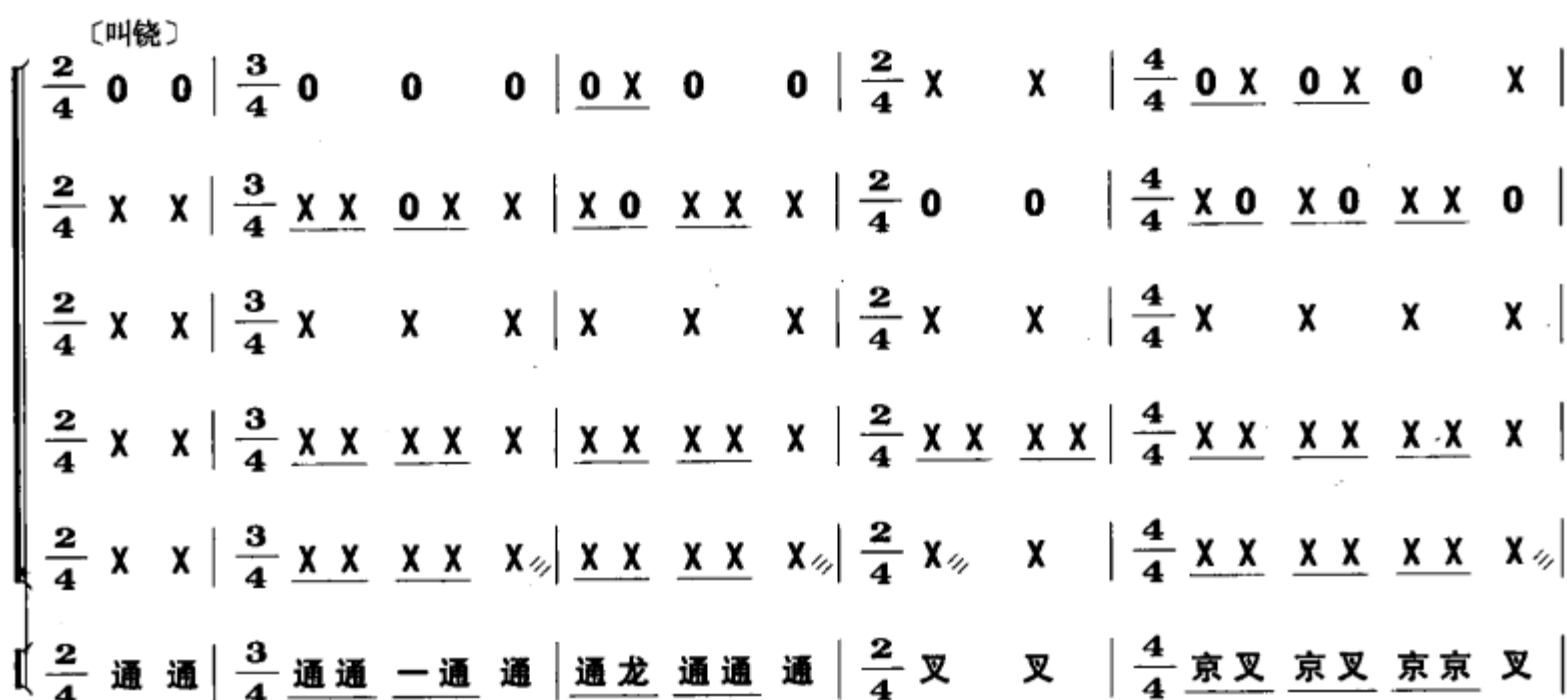 〔叫铙〕
2/4 0 0 | 3/4 0 0 0 | 0 X 0 0 | 2/4 X X | 4/4 0 X 0 X 0 X |
2/4 X X | 3/4 X X 0 X X | X 0 X X X | 2/4 0 0 | 4/4 X 0 X 0 X X 0 |
2/4 X X | 3/4 X X X | X X X | 2/4 X X | 4/4 X X X X |
2/4 X X | 3/4 X X X X X | X X X X X | 2/4 X X X X | 4/4 X X X X X X X |
2/4 X X | 3/4 X X X X X/// | X X X X X/// | 2/4 X/// X | 4/4 X X X X X X X/// |
2/4 通 通 | 3/4 通 通 一 通 通 | 通 龙 通 通 通 | 2/4 叉 叉 | 4/4 京 叉 京 叉 京 京 叉 |